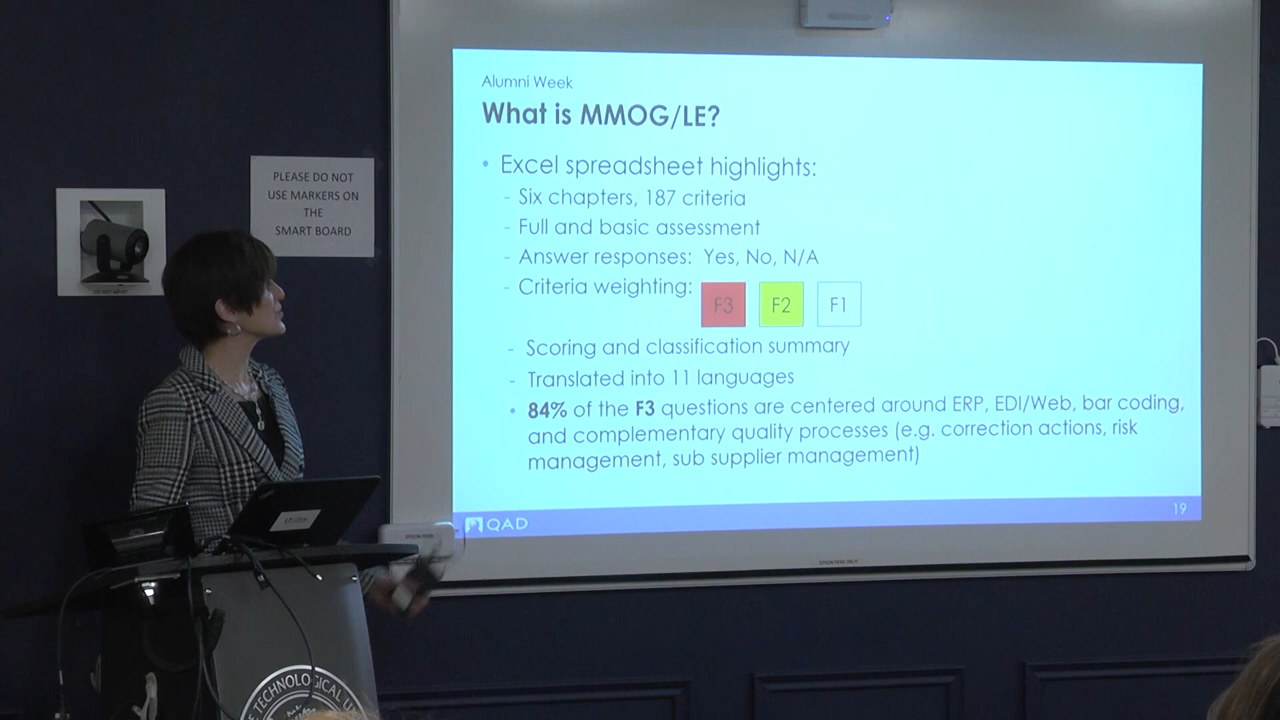 Alumni Week
What is MMOG/LE?
• Excel spreadsheet highlights:
- Six chapters, 187 criteria
- Full and basic assessment
- Answer responses: Yes, No, N/A
- Criteria weighting:
F3 F2 F1
- Scoring and classification summary
- Translated into 11 languages
• 84% of the F3 questions are centered around ERP, EDI/Web, bar coding,
and complementary quality processes (e.g. correction actions, risk
management, sub supplier management)
QAD
19
PLEASE DO NOT
USE MARKERS ON
THE
SMART BOARD
TECHNOLOGICAL U